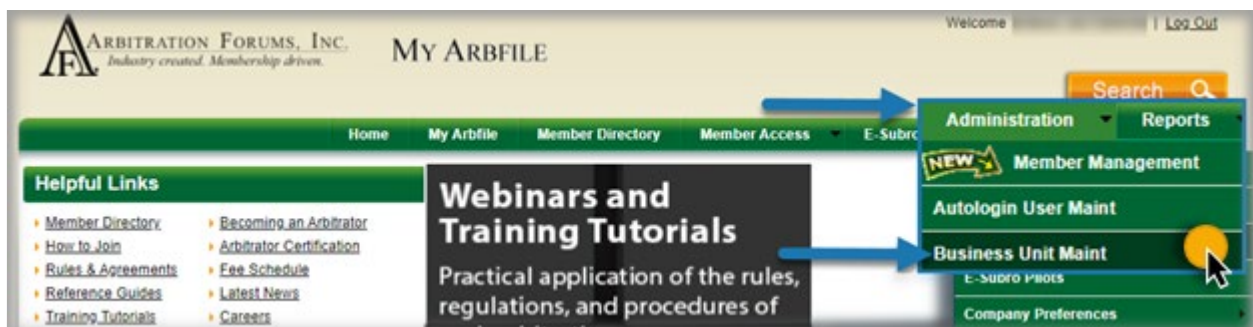 Welcome | Log Out
ARBITRATION FORUMS, INC.
Industry created. Membership driven.
MY ARBFILE
Search
Home My Arbfile Member Directory Member Access E-Subro
Administration Reports
NEW Member Management
Autologin User Maint
Business Unit Maint
E-Subro Pilots
Company Preferences
Helpful Links
Member Directory
How to Join
Rules & Agreements
Reference Guides
Training Tutorials
Becoming an Arbitrator
Arbitrator Certification
Fee Schedule
Latest News
Careers
Webinars and
Training Tutorials
Practical application of the rules,
regulations, and procedures of